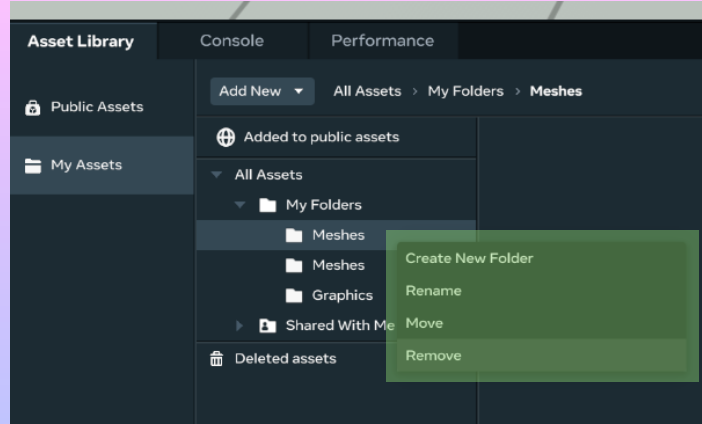 Asset Library Console Performance
Public Assets
My Assets
Add New All Assets > My Folders > Meshes
Added to public assets
All Assets
My Folders
Meshes
Meshes
Graphics
Shared With Me
Deleted assets
Create New Folder
Rename
Move
Remove